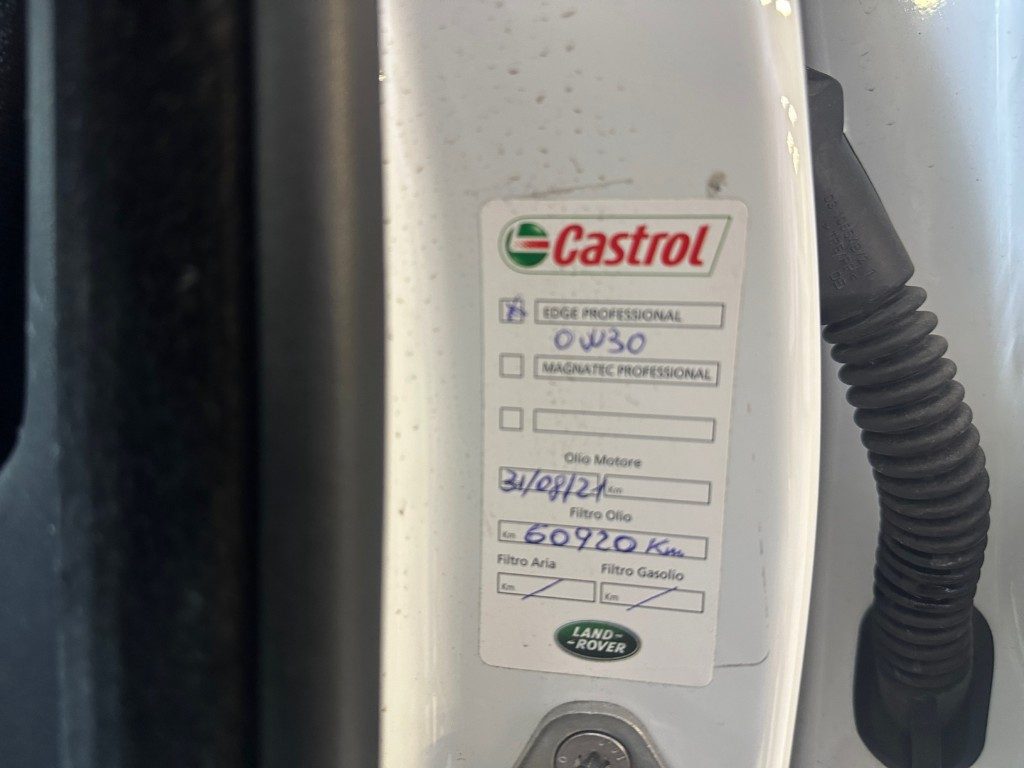 Castrol
EDGE PROFESSIONAL
0W30
MAGNATEC PROFESSIONAL
Olio Motore
31/08/21 Km
Filtro Olio
Km 60920 Km
Filtro Aria Filtro Gasolio
Km Km
LAND-
-ROVER